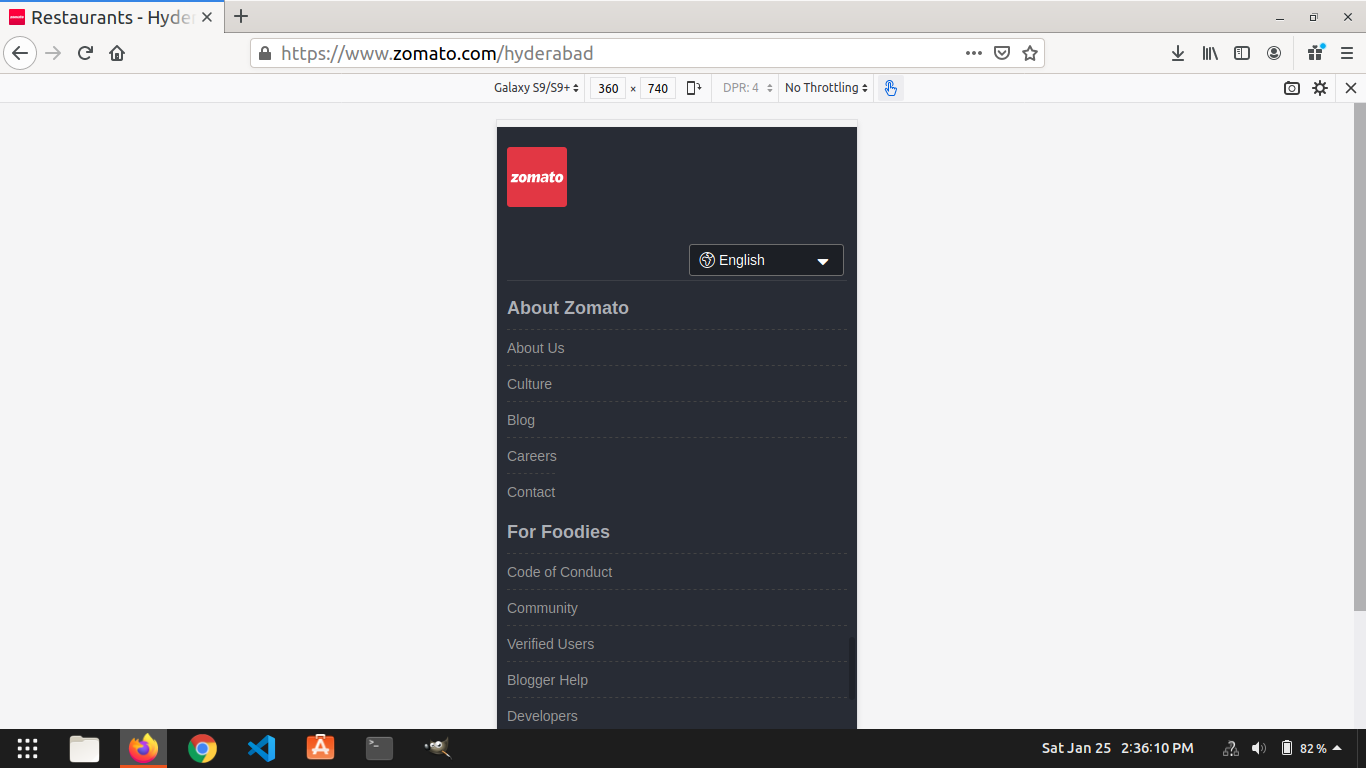 Restaurants - Hyde
https://www.zomato.com/hyderabad
Galaxy S9/S9+ 360 × 740 DPR: 4 No Throttling
zomato
English
About Zomato
About Us
Culture
Blog
Careers
Contact
For Foodies
Code of Conduct
Community
Verified Users
Blogger Help
Developers
Sat Jan 25 2:36:10 PM 82 %